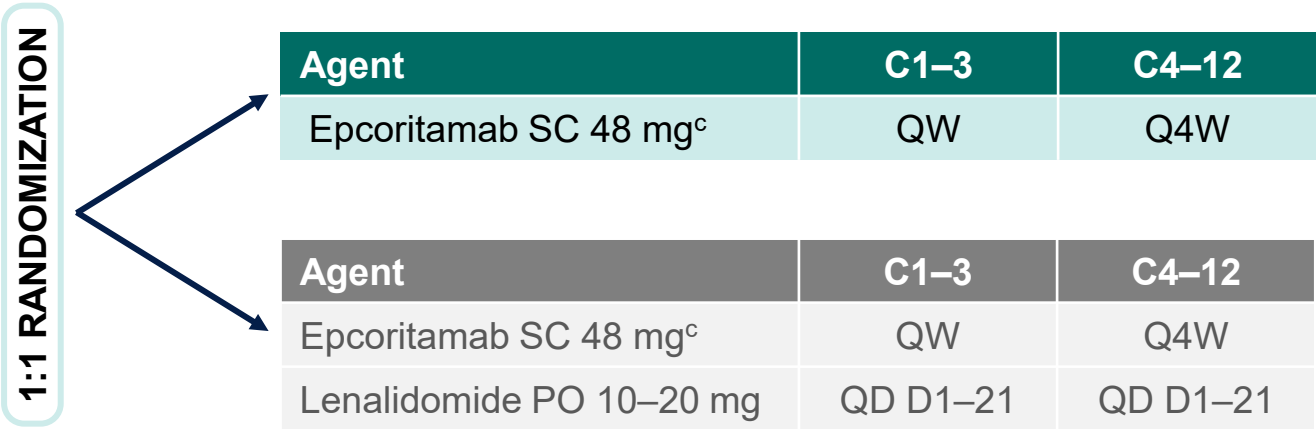 1:1 RANDOMIZATION
Agent C1–3 C4–12
Epcoritamab SC 48 mgᶜ QW Q4W
Agent C1–3 C4–12
Epcoritamab SC 48 mgᶜ QW Q4W
Lenalidomide PO 10–20 mg QD D1–21 QD D1–21